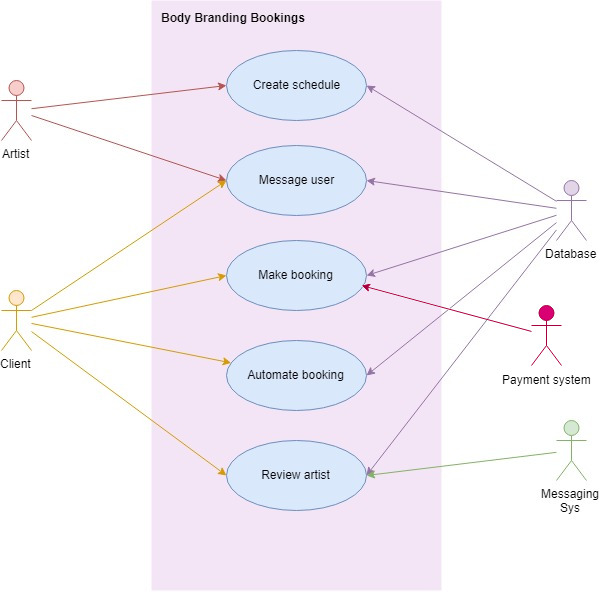 Body Branding Bookings
Create schedule
Artist
Message user
Database
Make booking
Client
Payment system
Automate booking
Review artist
Messaging
Sys